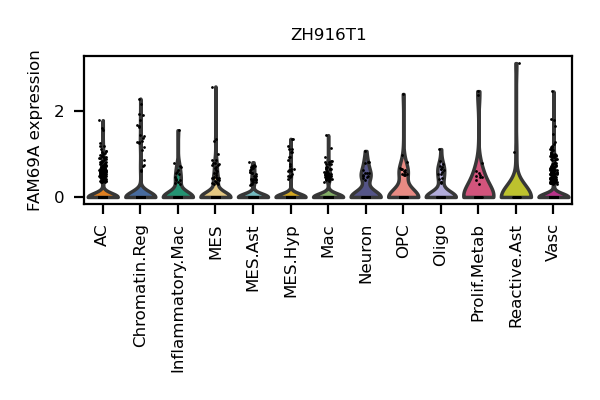 ZH916T1
FAM69A expression
2
0
AC
Chromatin.Reg
Inflammatory.Mac
MES
MES.Ast
MES.Hyp
Mac
Neuron
OPC
Oligo
Prolif.Metab
Reactive.Ast
Vasc